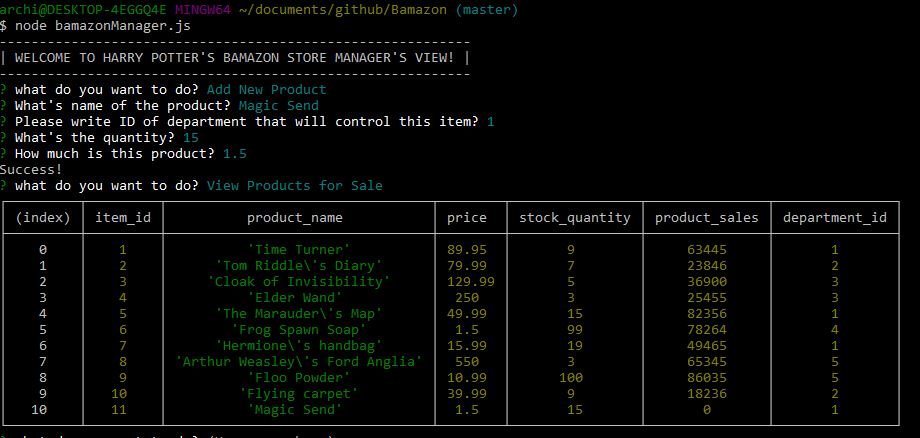 archi@DESKTOP-4EGGQ4E MINGW64 ~/documents/github/Bamazon (master)
$ node bamazonManager.js
-----------------------------------------------------------
| WELCOME TO HARRY POTTER'S BAMAZON STORE MANAGER'S VIEW! |
-----------------------------------------------------------
? what do you want to do? Add New Product
? What's name of the product? Magic Send
? Please write ID of department that will control this item? 1
? What's the quantity? 15
? How much is this product? 1.5
Success!
? what do you want to do? View Products for Sale
(index) item_id product_name price stock_quantity product_sales department_id
0 1 'Time Turner' 89.95 9 63445 1
1 2 'Tom Riddle\'s Diary' 79.99 7 23846 2
2 3 'Cloak of Invisibility' 129.99 5 36900 3
3 4 'Elder Wand' 250 3 25455 3
4 5 'The Marauder\'s Map' 49.99 15 82356 1
5 6 'Frog Spawn Soap' 1.5 99 78264 4
6 7 'Hermione\'s handbag' 15.99 19 49465 1
7 8 'Arthur Weasley\'s Ford Anglia' 550 3 65345 5
8 9 'Floo Powder' 10.99 100 86035 5
9 10 'Flying carpet' 39.99 9 18236 2
10 11 'Magic Send' 1.5 15 0 1